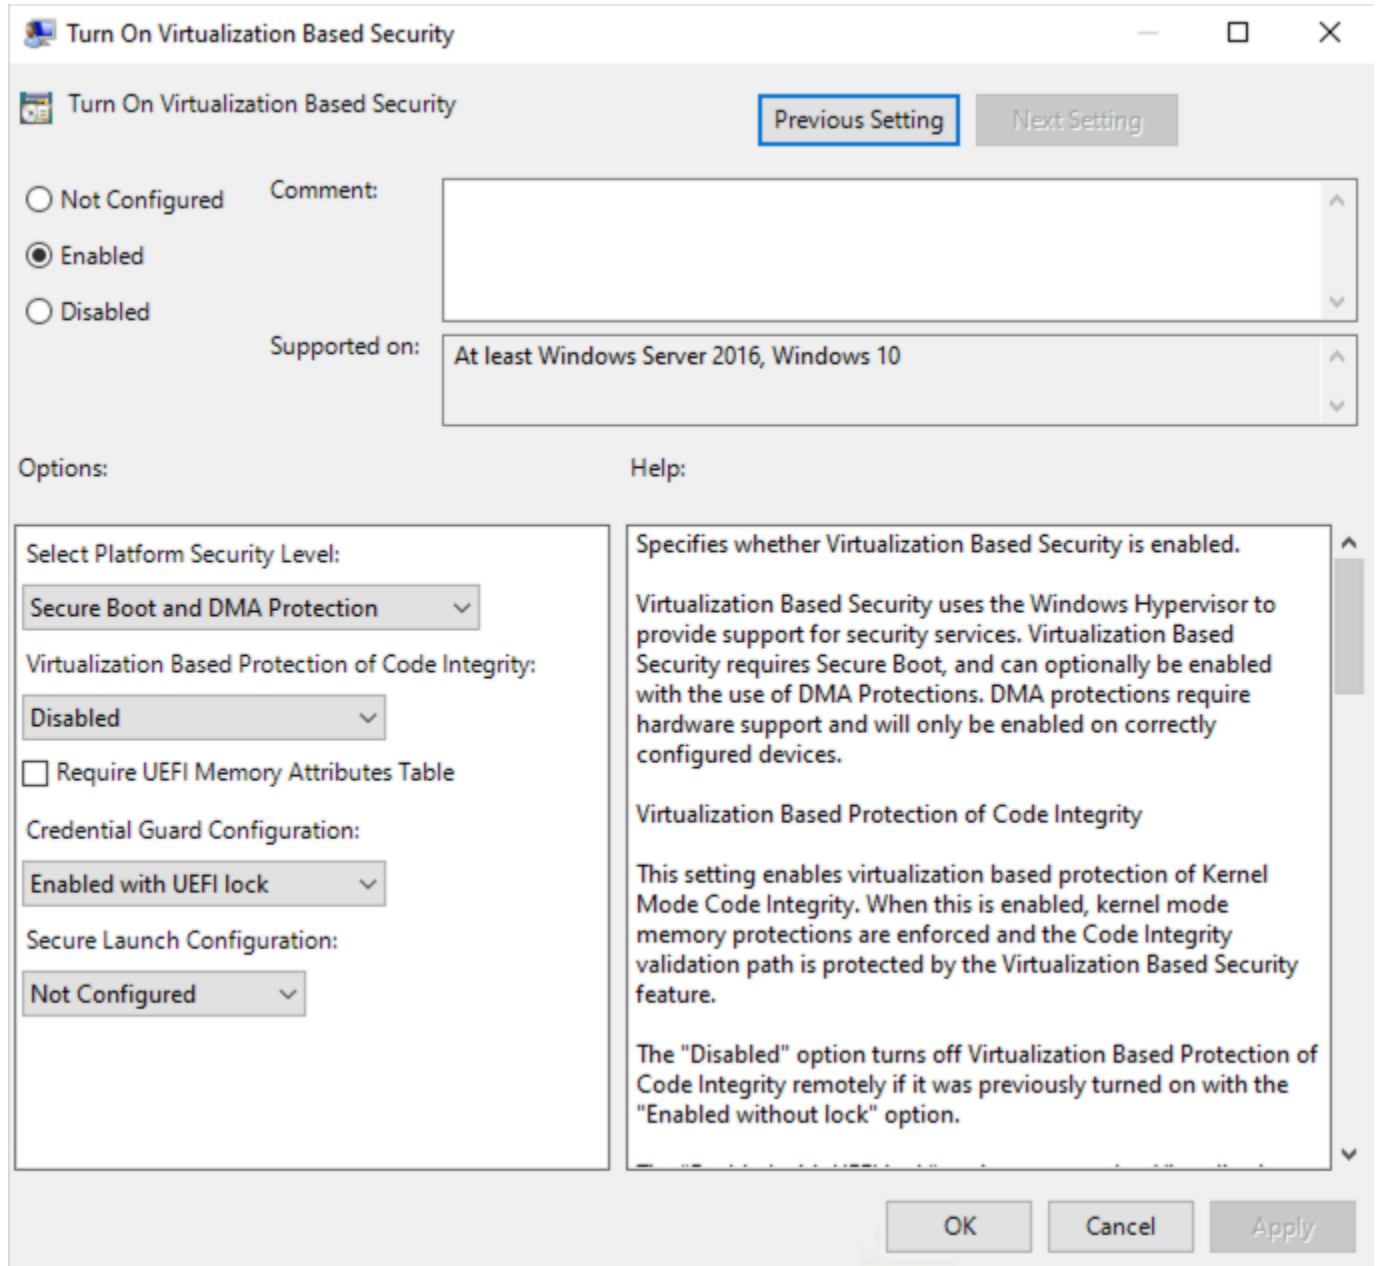 Turn On Virtualization Based Security
Turn On Virtualization Based Security
Previous Setting
Next Setting
Not Configured
Comment:
Enabled
Disabled
Supported on:
At least Windows Server 2016, Windows 10
Options:
Help:
Select Platform Security Level:
Secure Boot and DMA Protection
Virtualization Based Protection of Code Integrity:
Disabled
Require UEFI Memory Attributes Table
Credential Guard Configuration:
Enabled with UEFI lock
Secure Launch Configuration:
Not Configured
Specifies whether Virtualization Based Security is enabled.
Virtualization Based Security uses the Windows Hypervisor to
provide support for security services. Virtualization Based
Security requires Secure Boot, and can optionally be enabled
with the use of DMA Protections. DMA protections require
hardware support and will only be enabled on correctly
configured devices.
Virtualization Based Protection of Code Integrity
This setting enables virtualization based protection of Kernel
Mode Code Integrity. When this is enabled, kernel mode
memory protections are enforced and the Code Integrity
validation path is protected by the Virtualization Based Security
feature.
The "Disabled" option turns off Virtualization Based Protection of
Code Integrity remotely if it was previously turned on with the
"Enabled without lock" option.
OK
Cancel
Apply